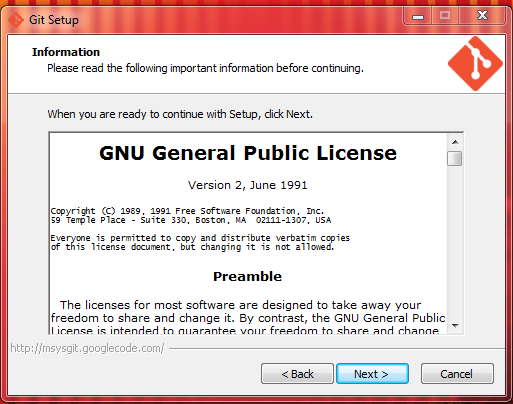 Git Setup
Information
Please read the following important information before continuing.
When you are ready to continue with Setup, click Next.
GNU General Public License
Version 2, June 1991
Copyright (C) 1989, 1991 Free Software Foundation, Inc.
59 Temple Place - Suite 330, Boston, MA  02111-1307, USA
Everyone is permitted to copy and distribute verbatim copies
of this license document, but changing it is not allowed.
Preamble
The licenses for most software are designed to take away your
freedom to share and change it. By contrast, the GNU General Public
License is intended to guarantee your freedom to share and change
http://msysgit.googlecode.com/
< Back
Next >
Cancel